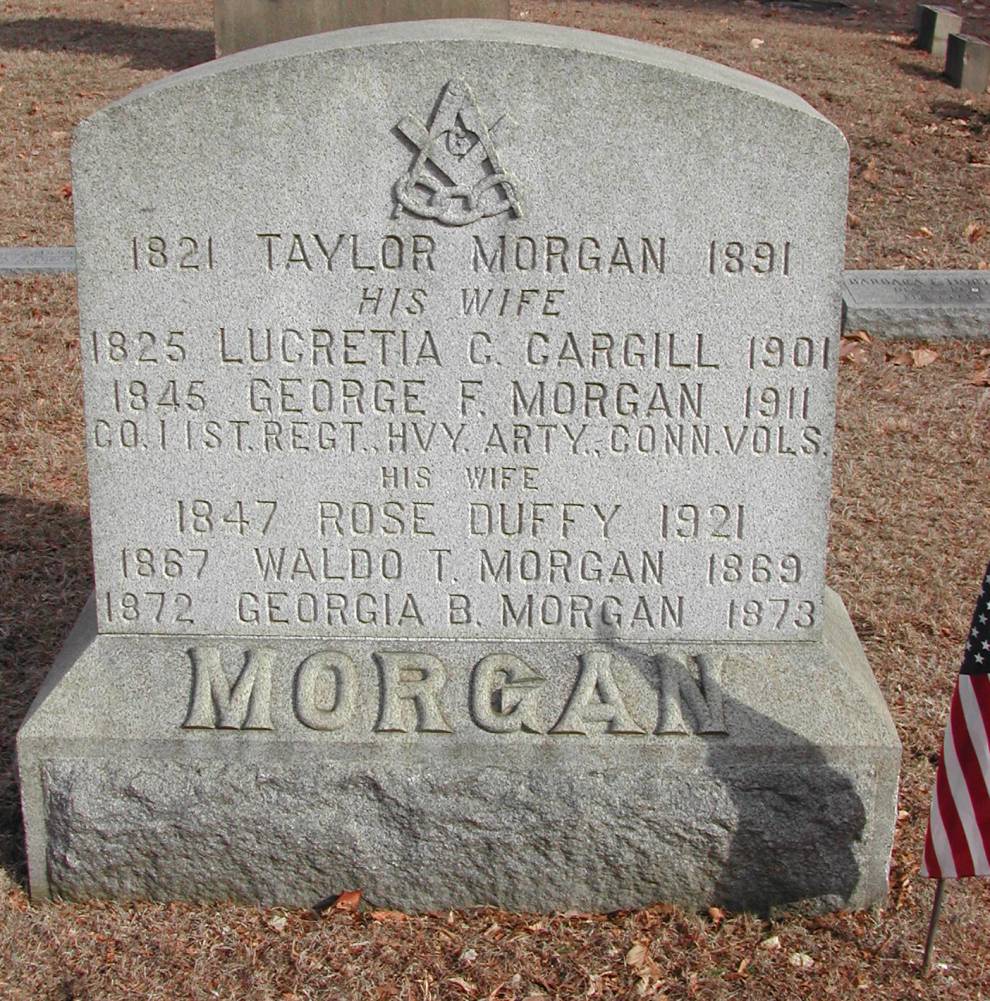 G
1821 TAYLOR MORGAN 1891
HIS WIFE
1825 LUCRETIA C. CARGILL 1901
1845 GEORGE F. MORGAN 1911
CO. I 1ST. REGT., HVY. ARTY., CONN. VOLS.
HIS WIFE
1847 ROSE DUFFY 1921
1867 WALDO T. MORGAN 1869
1872 GEORGIA B. MORGAN 1873
MORGAN
BARBARA